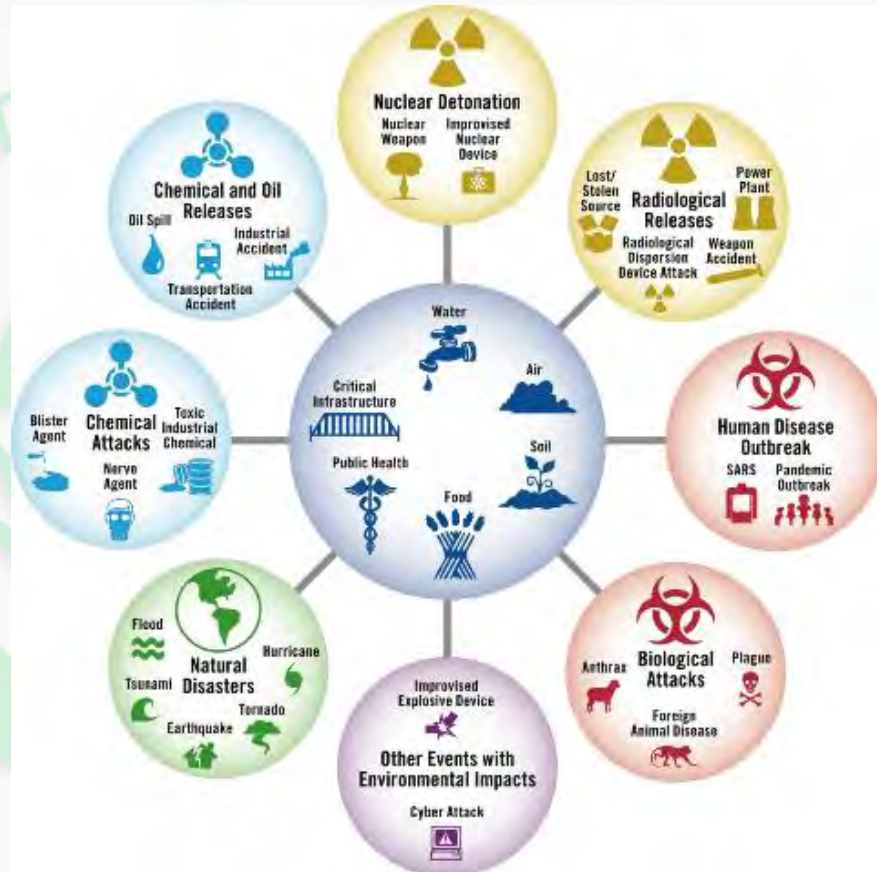 Nuclear Detonation
Nuclear
Weapon
Improvised
Nuclear
Device
Lost/
Stolen
Source
Power
Plant
Radiological
Releases
Radiological
Dispersion
Device Attack
Weapon
Accident
Human Disease
Outbreak
SARS
Pandemic
Outbreak
Biological
Attacks
Anthrax
Plague
Foreign
Animal Disease
Improvised
Explosive Device
Other Events with
Environmental Impacts
Cyber Attack
Flood
Hurricane
Natural
Disasters
Tsunami
Tornado
Earthquake
Blister
Agent
Chemical
Attacks
Toxic
Industrial
Chemical
Nerve
Agent
Chemical and Oil
Releases
Oil Spill
Industrial
Accident
Transportation
Accident
Water
Air
Critical
Infrastructure
Soil
Public Health
Food